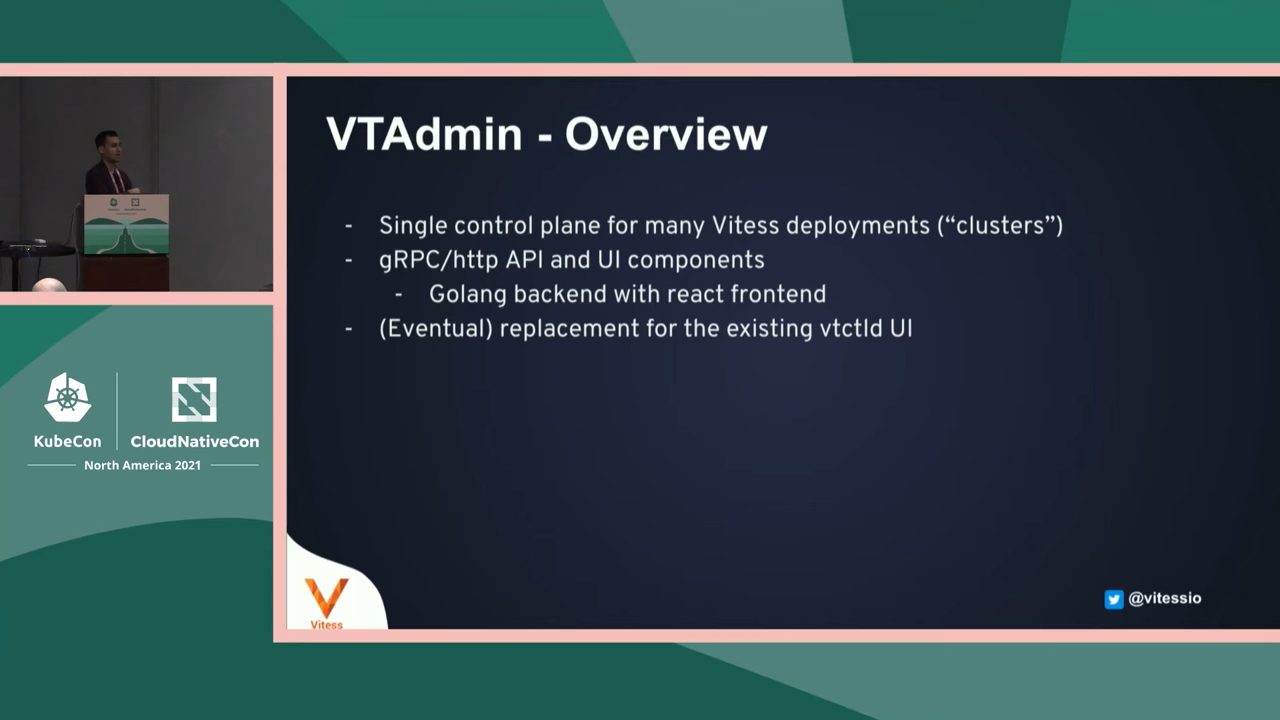 VTAdmin - Overview
- Single control plane for many Vitess deployments (“clusters”)
- gRPC/http API and UI components
- Golang backend with react frontend
- (Eventual) replacement for the existing vtctld UI
KubeCon
CloudNativeCon
North America 2021
Vitess
@vitessio